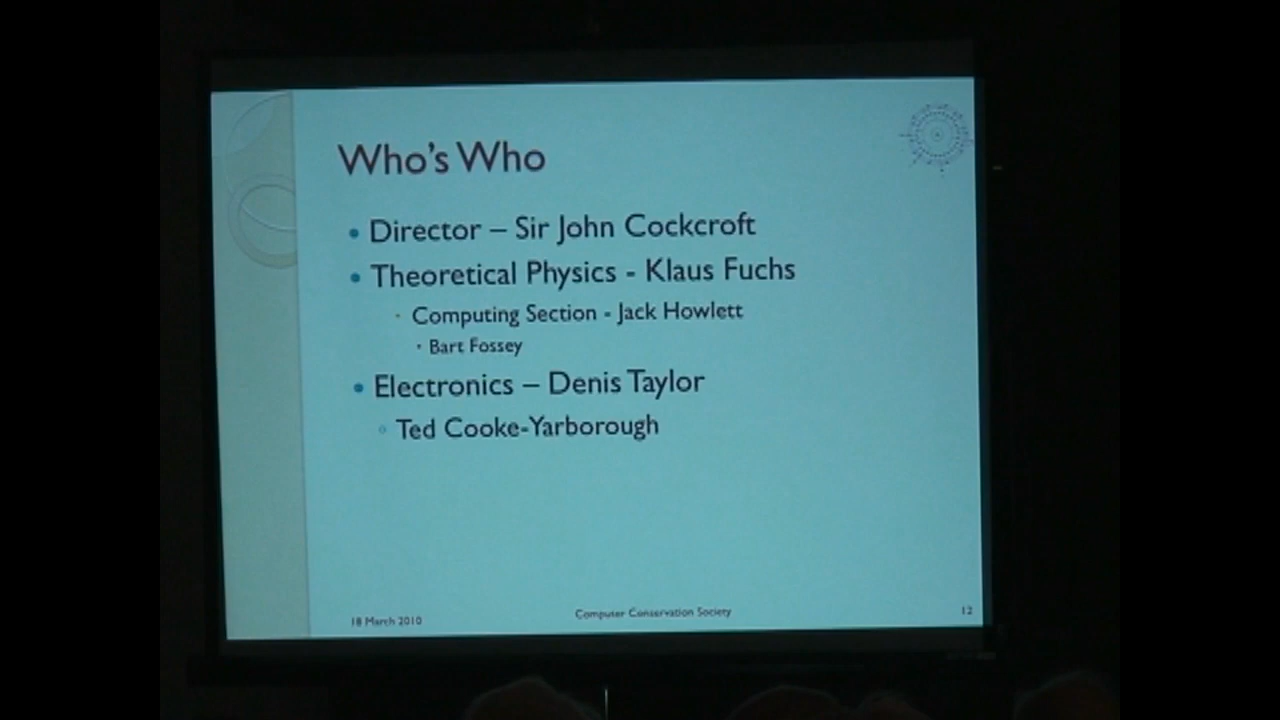 Who's Who
• Director – Sir John Cockcroft
• Theoretical Physics - Klaus Fuchs
• Computing Section - Jack Howlett
• Bart Fossey
• Electronics – Denis Taylor
◦ Ted Cooke-Yarborough
18 March 2010
Computer Conservation Society
12